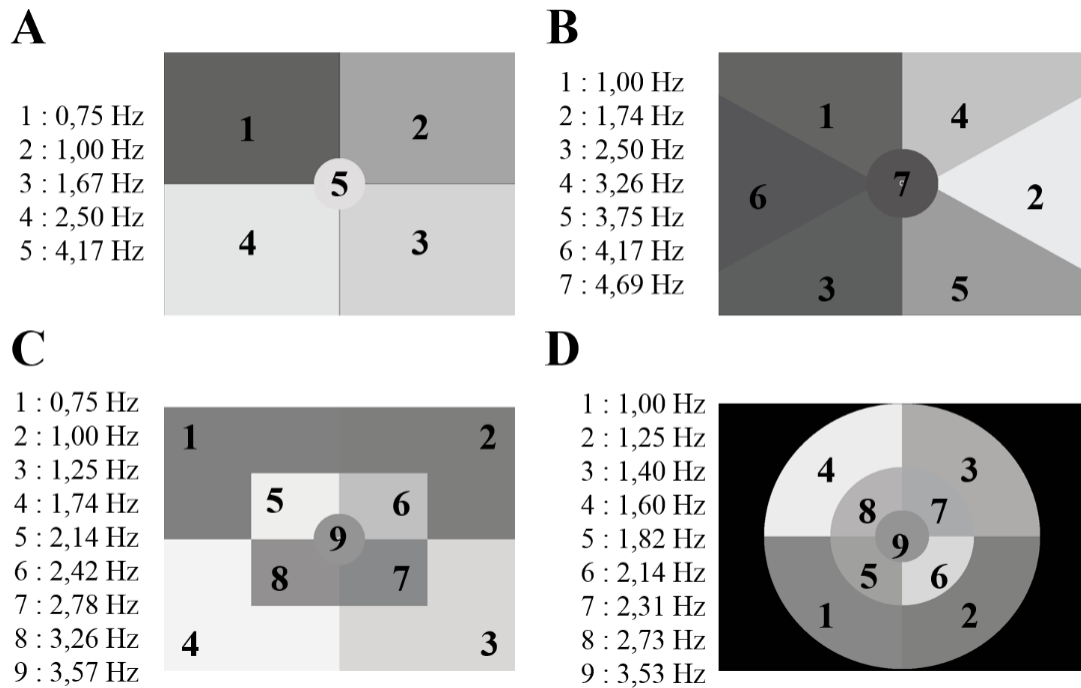 A
1 : 0,75 Hz
2 : 1,00 Hz
3 : 1,67 Hz
4 : 2,50 Hz
5 : 4,17 Hz
1
2
5
4
3
B
1 : 1,00 Hz
2 : 1,74 Hz
3 : 2,50 Hz
4 : 3,26 Hz
5 : 3,75 Hz
6 : 4,17 Hz
7 : 4,69 Hz
1
4
6
7
2
3
5
C
1 : 0,75 Hz
2 : 1,00 Hz
3 : 1,25 Hz
4 : 1,74 Hz
5 : 2,14 Hz
6 : 2,42 Hz
7 : 2,78 Hz
8 : 3,26 Hz
9 : 3,57 Hz
1
2
5
6
9
8
7
4
3
D
1 : 1,00 Hz
2 : 1,25 Hz
3 : 1,40 Hz
4 : 1,60 Hz
5 : 1,82 Hz
6 : 2,14 Hz
7 : 2,31 Hz
8 : 2,73 Hz
9 : 3,53 Hz
4
3
8
7
9
5
6
1
2